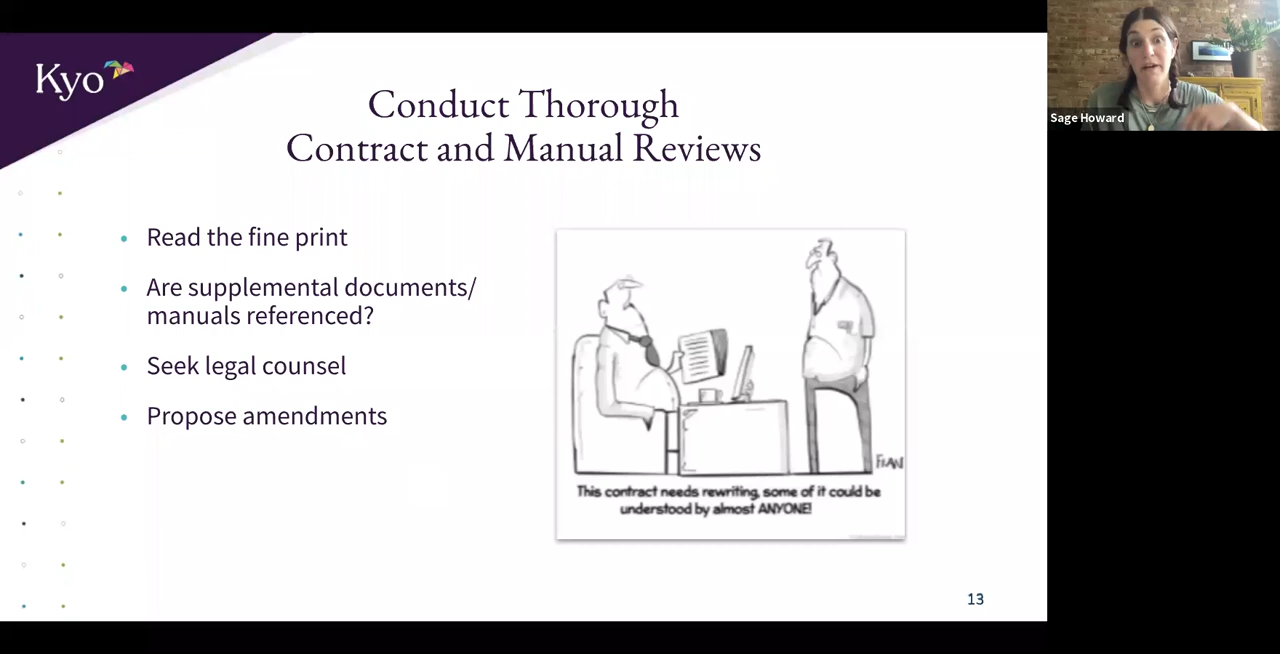 Kyo
Conduct Thorough
Contract and Manual Reviews
Sage Howard
• Read the fine print
• Are supplemental documents/
manuals referenced?
• Seek legal counsel
• Propose amendments
FRAN
This contract needs rewriting, some of it could be
understood by almost ANYONE!
13